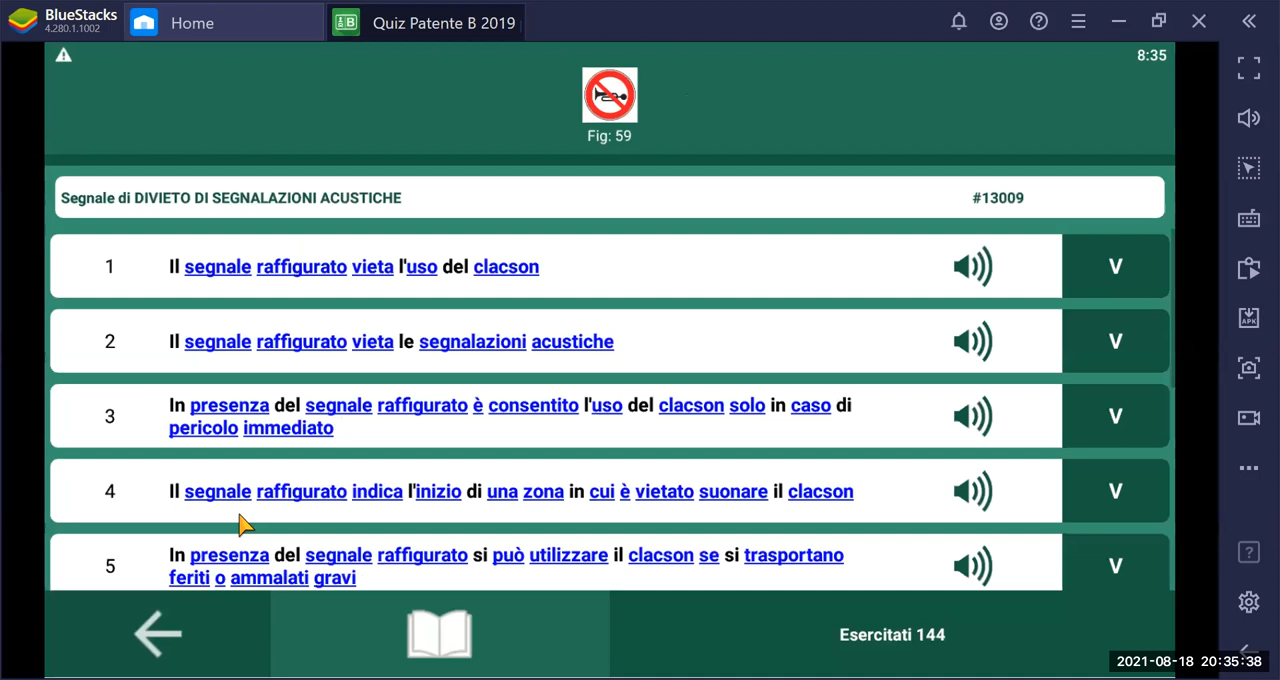 BlueStacks
4.280.1.1002
Home
Quiz Patente B 2019
8:35
Fig: 59
Segnale di DIVIETO DI SEGNALAZIONI ACUSTICHE
#13009
1
Il segnale raffigurato vieta l'uso del clacson
V
2
Il segnale raffigurato vieta le segnalazioni acustiche
V
3
In presenza del segnale raffigurato è consentito l'uso del clacson solo in caso di
pericolo immediato
V
4
Il segnale raffigurato indica l'inizio di una zona in cui è vietato suonare il clacson
V
5
In presenza del segnale raffigurato si può utilizzare il clacson se si trasportano
feriti o ammalati gravi
V
Esercitati 144
2021-08-18 20:35:38